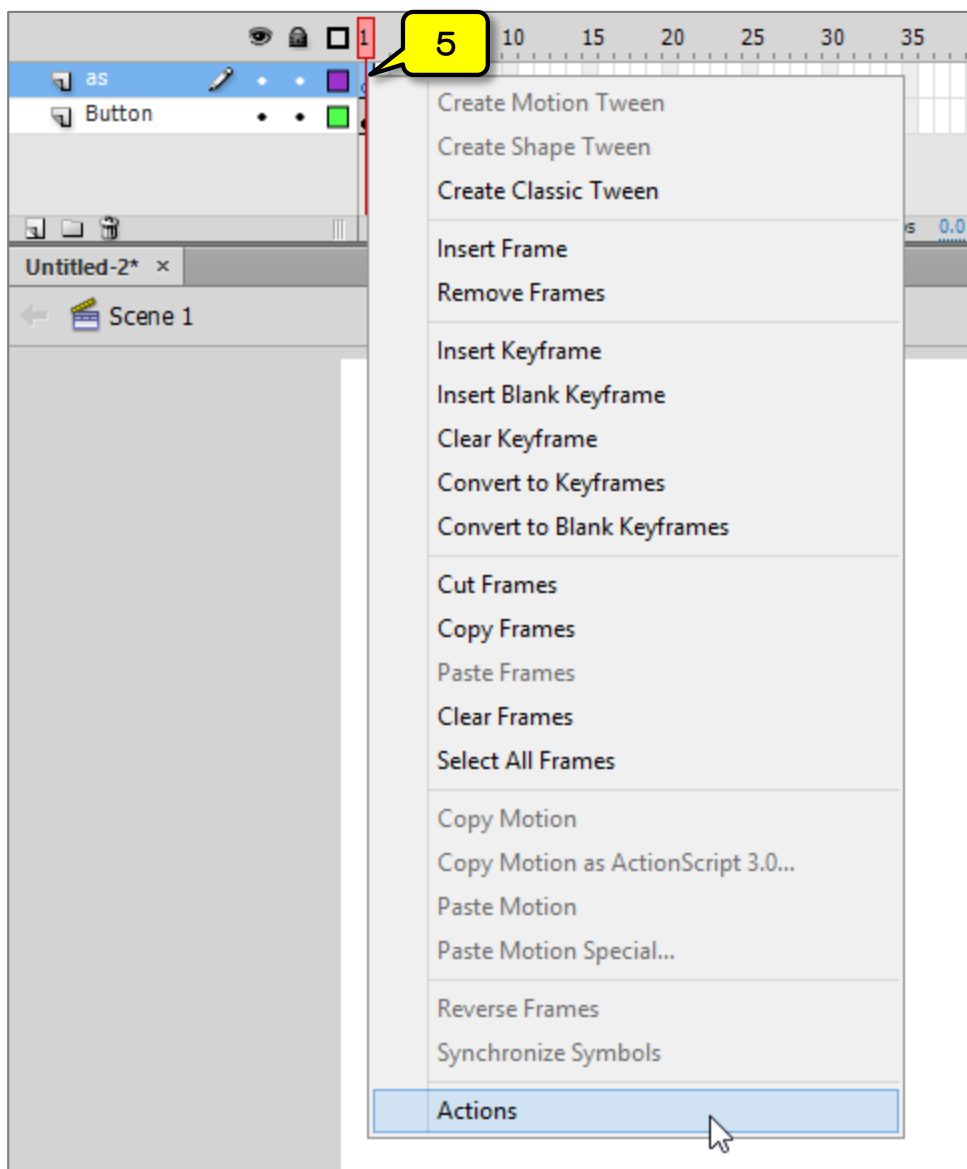 1 5 10 15 20 25 30 35
as
Button
s 0.0
Untitled-2* ×
Scene 1
Create Motion Tween
Create Shape Tween
Create Classic Tween
Insert Frame
Remove Frames
Insert Keyframe
Insert Blank Keyframe
Clear Keyframe
Convert to Keyframes
Convert to Blank Keyframes
Cut Frames
Copy Frames
Paste Frames
Clear Frames
Select All Frames
Copy Motion
Copy Motion as ActionScript 3.0...
Paste Motion
Paste Motion Special...
Reverse Frames
Synchronize Symbols
Actions